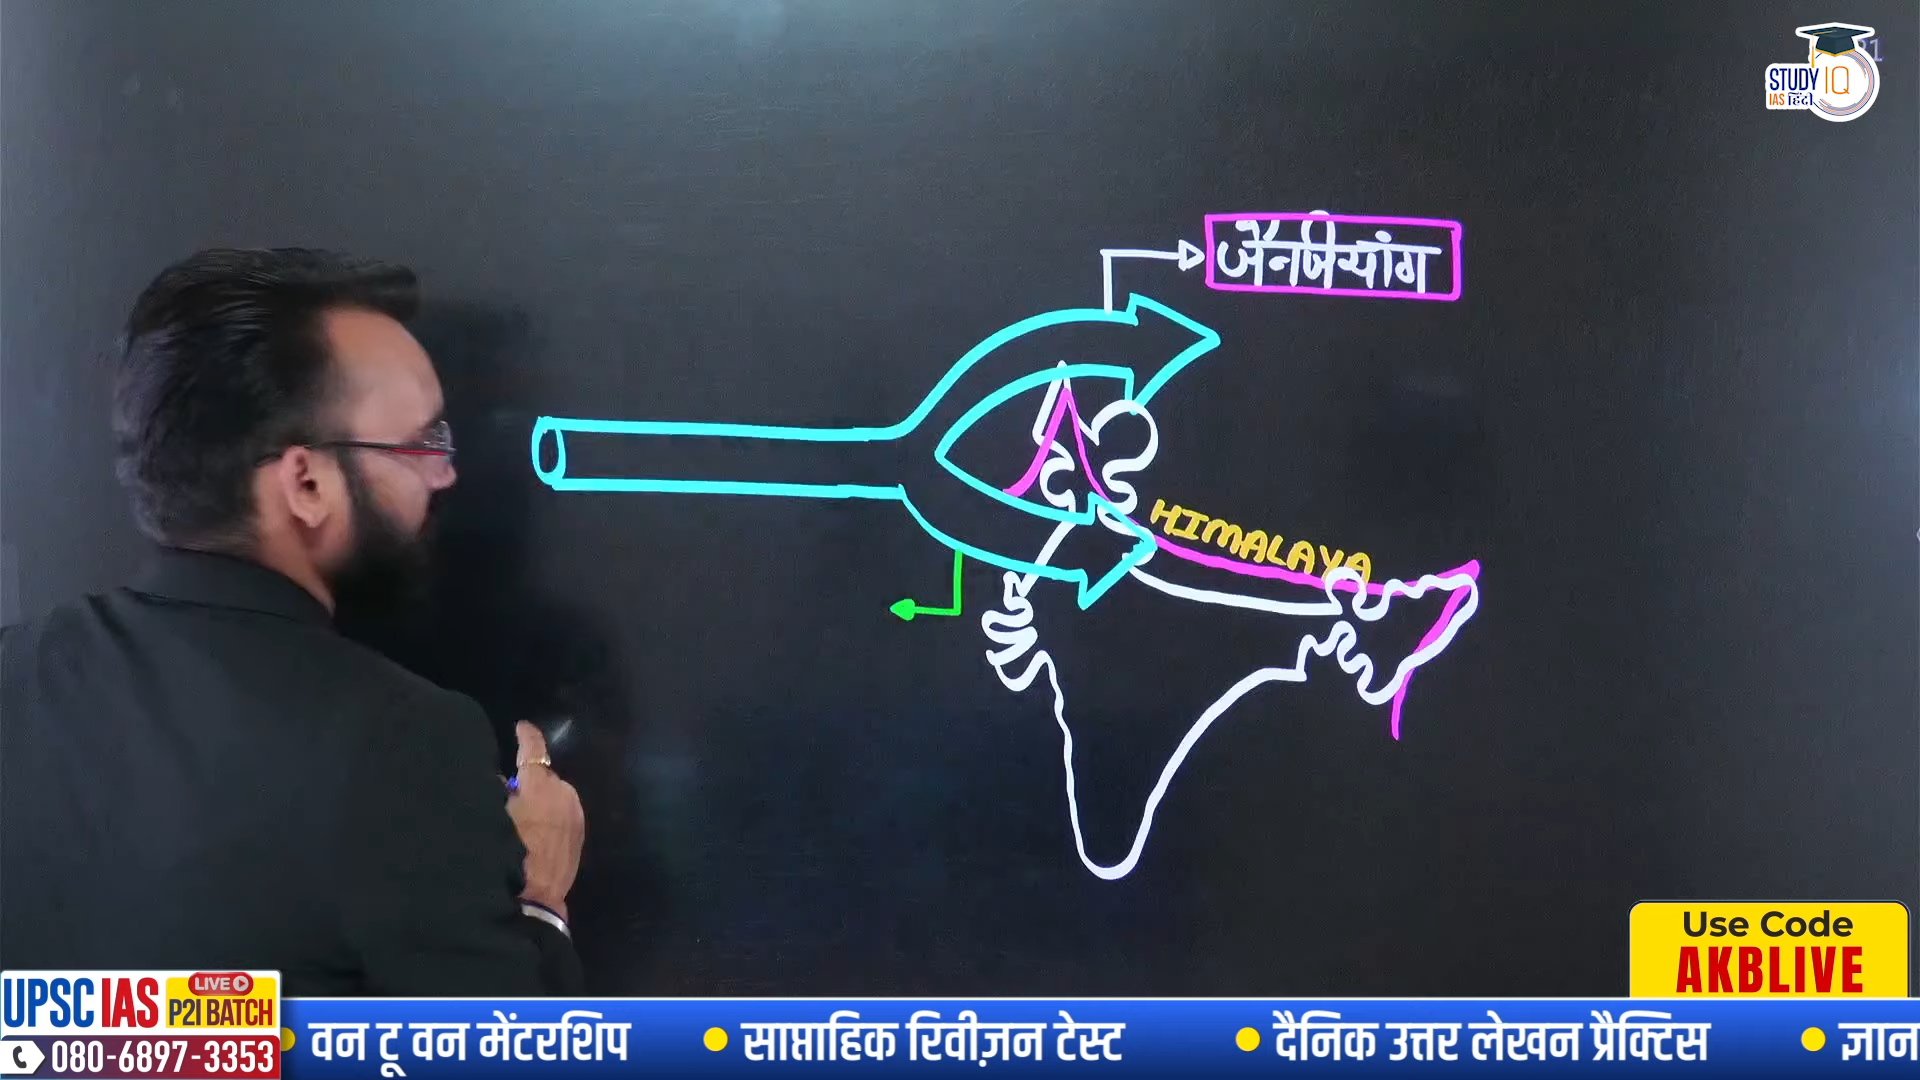 STUDY IQ
IAS हिंदी
जैनजीयांग
HIMALAYA
Use Code
AKBLIVE
LIVE
UPSC IAS P2I BATCH
080-6897-3353
वन टू वन मेंटरशिप
साप्ताहिक रिवीज़न टेस्ट
दैनिक उत्तर लेखन प्रैक्टिस
ज्ञान